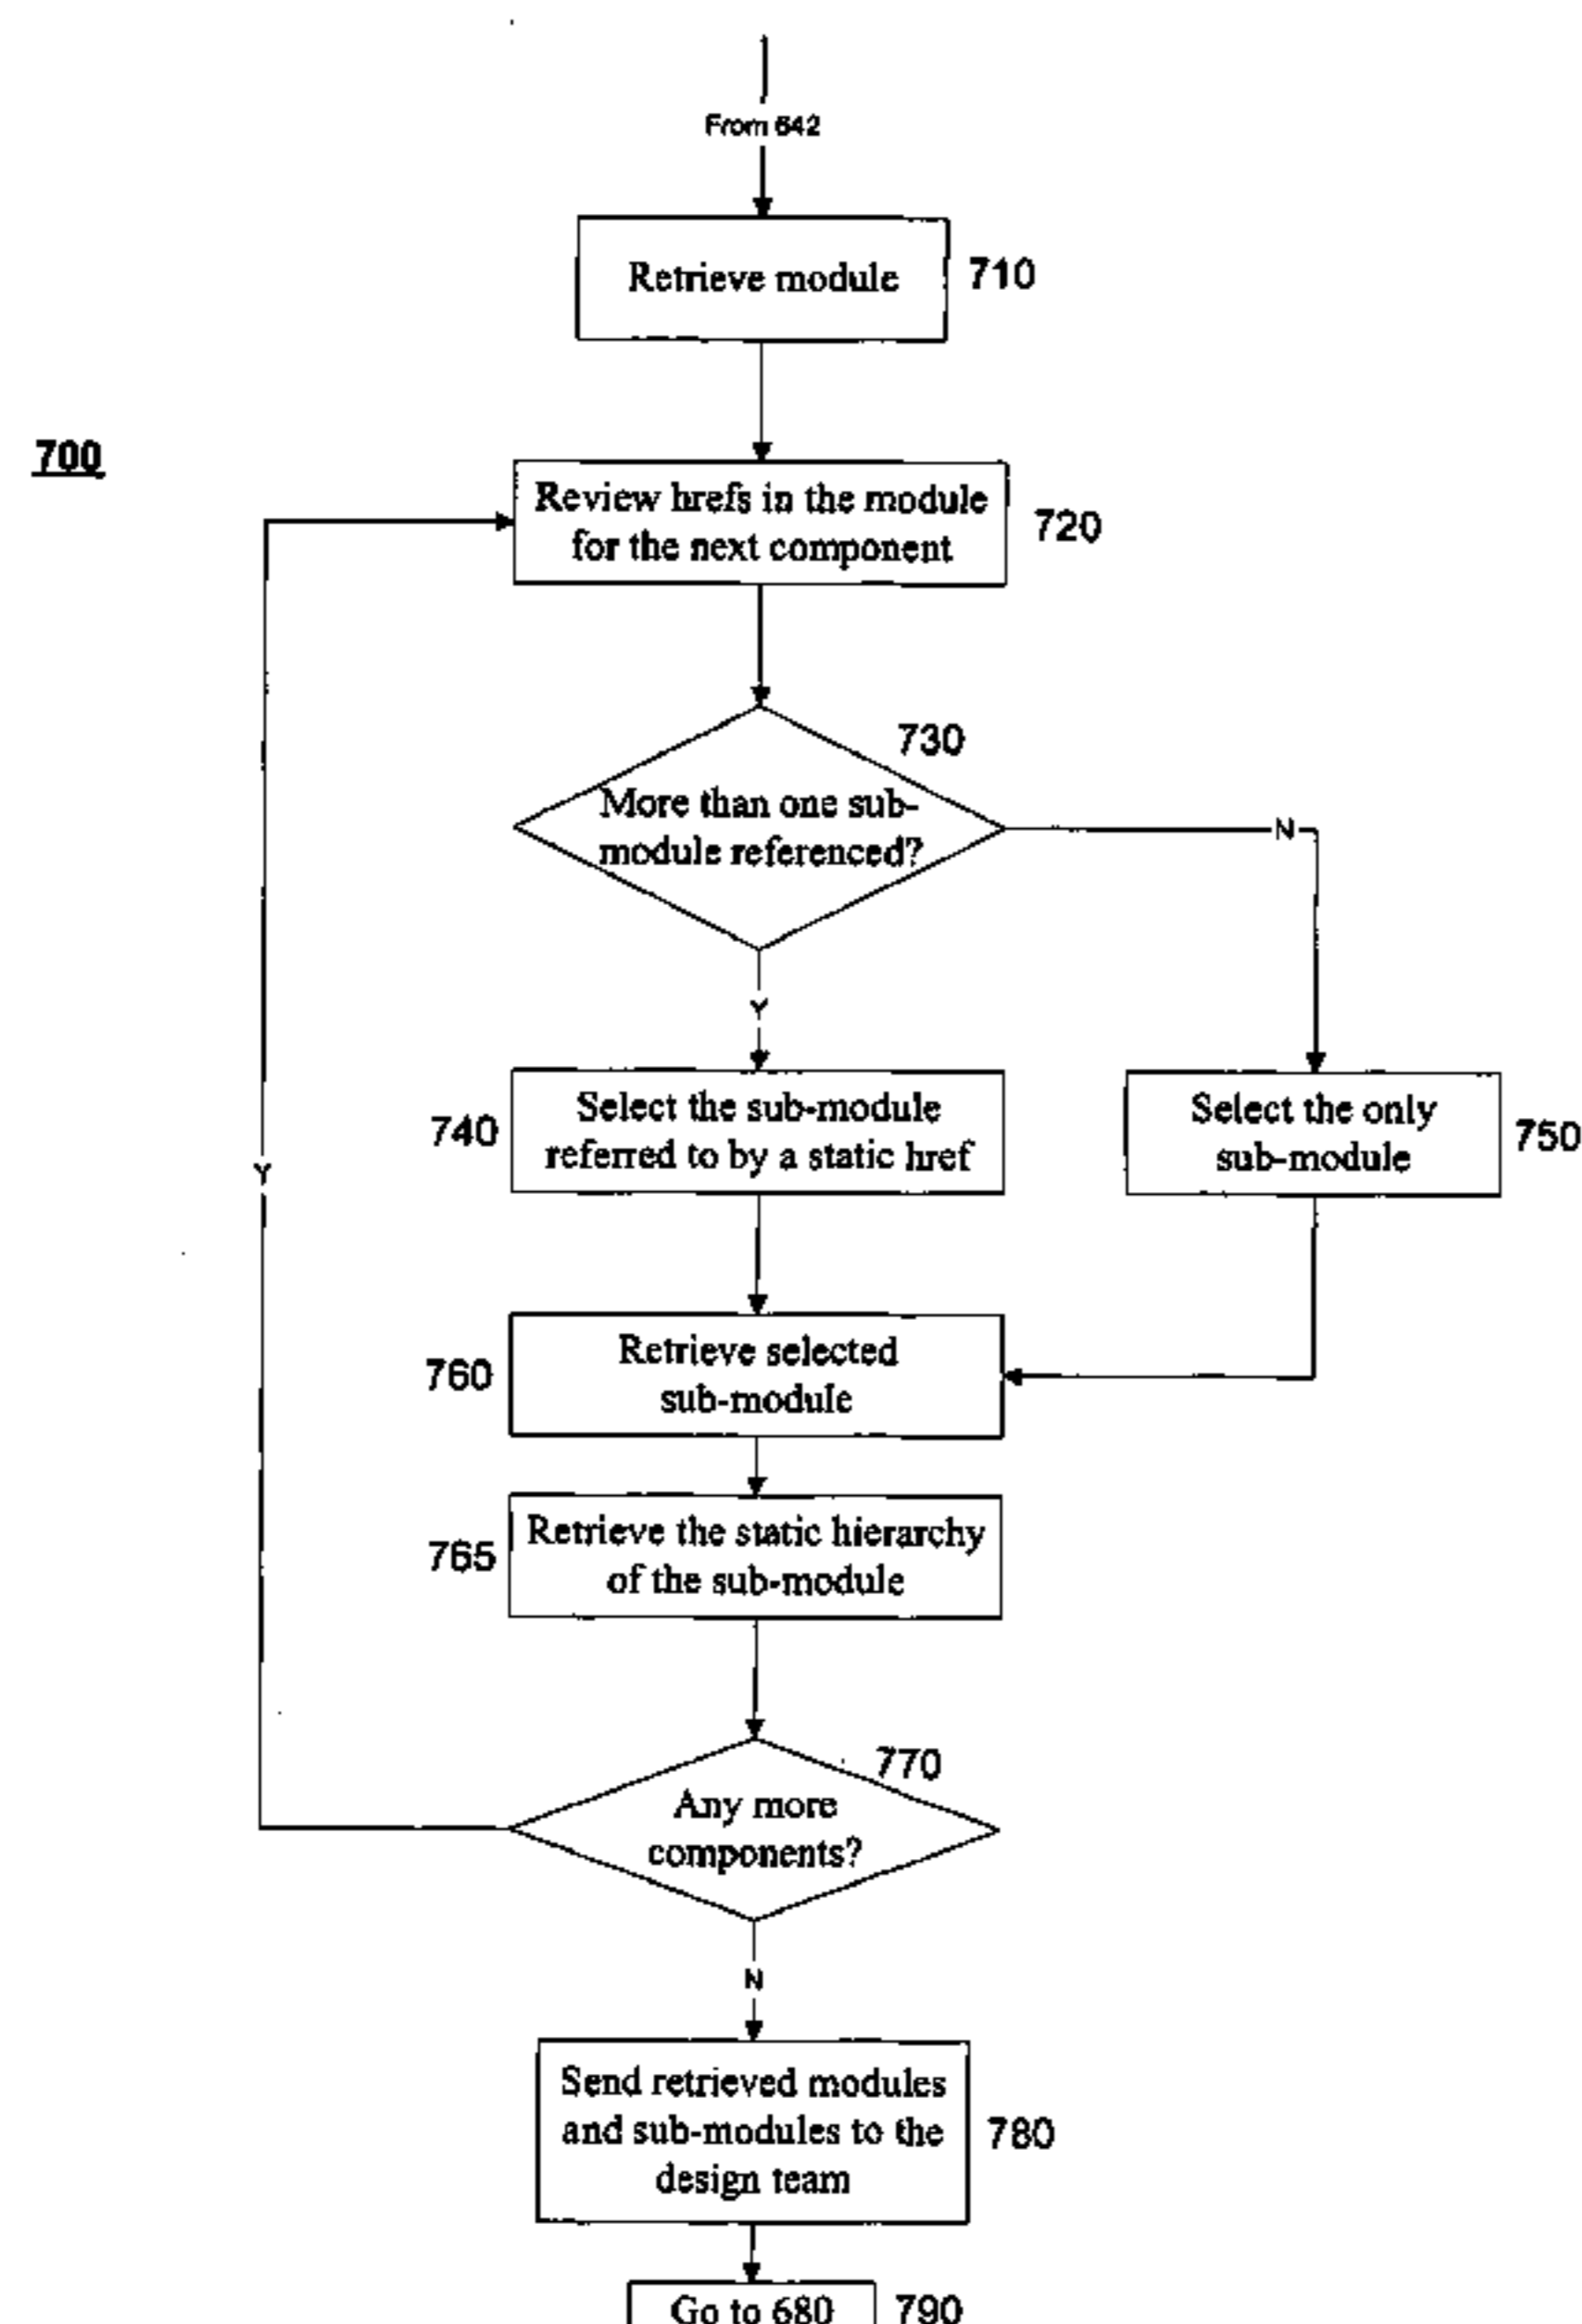 From 642
Retrieve module
710
700
Review hrefs in the module
for the next component
720
730
More than one sub-
module referenced?
N
Y
740
Select the sub-module
referred to by a static href
Select the only
sub-module
750
Y
760
Retrieve selected
sub-module
765
Retrieve the static hierarchy
of the sub-module
770
Any more
components?
N
Send retrieved modules
and sub-modules to the
design team
780
Go to 680
790